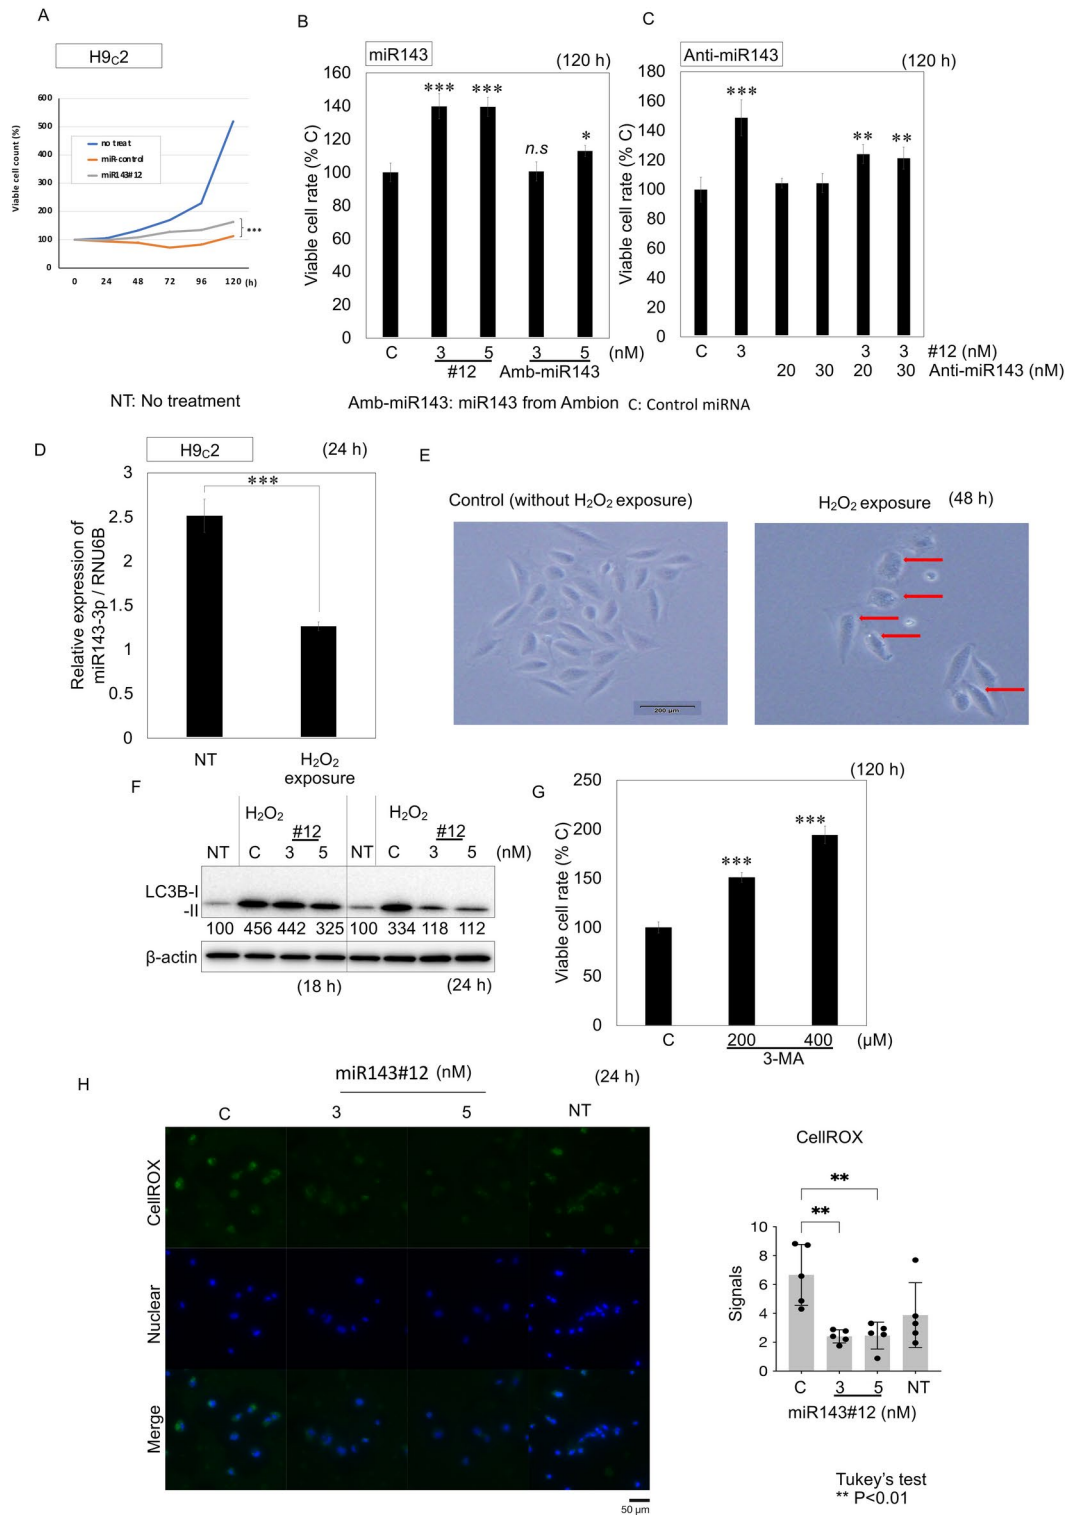 A
H9C2
Viable cell count (%)
600
500
400
300
200
100
0
no treat
miR-control
miR143#12
***
0 24 48 72 96 120 (h)
B
miR143
(120 h)
Viable cell rate (% C)
160
140
120
100
80
60
40
20
0
*** *** n.s *
C 3 5 3 5 (nM)
#12 Amb-miR143
C
Anti-miR143
(120 h)
Viable cell rate (% C)
180
160
140
120
100
80
60
40
20
0
*** ** **
C 3 3 3 #12 (nM)
20 30 20 30 Anti-miR143 (nM)
NT: No treatment
Amb-miR143: miR143 from Ambion C: Control miRNA
D
H9C2
(24 h)
Relative expression of
miR143-3p / RNU6B
3
2.5
2
1.5
1
0.5
0
***
NT H2O2
exposure
E
Control (without H2O2 exposure)
H2O2 exposure (48 h)
200 μm
F
H2O2 H2O2
#12 #12
NT C 3 5 NT C 3 5 (nM)
LC3B-I
-II
100 456 442 325 100 334 118 112
β-actin
(18 h) (24 h)
G
(120 h)
Viable cell rate (% C)
250
200
150
100
50
0
*** ***
C 200 400 (μM)
3-MA
H
miR143#12 (nM)
(24 h)
C 3 5 NT
CellROX
Nuclear
Merge
50 μm
CellROX
**
**
Signals
10
8
6
4
2
0
C 3 5 NT
miR143#12 (nM)
Tukey's test
** P<0.01